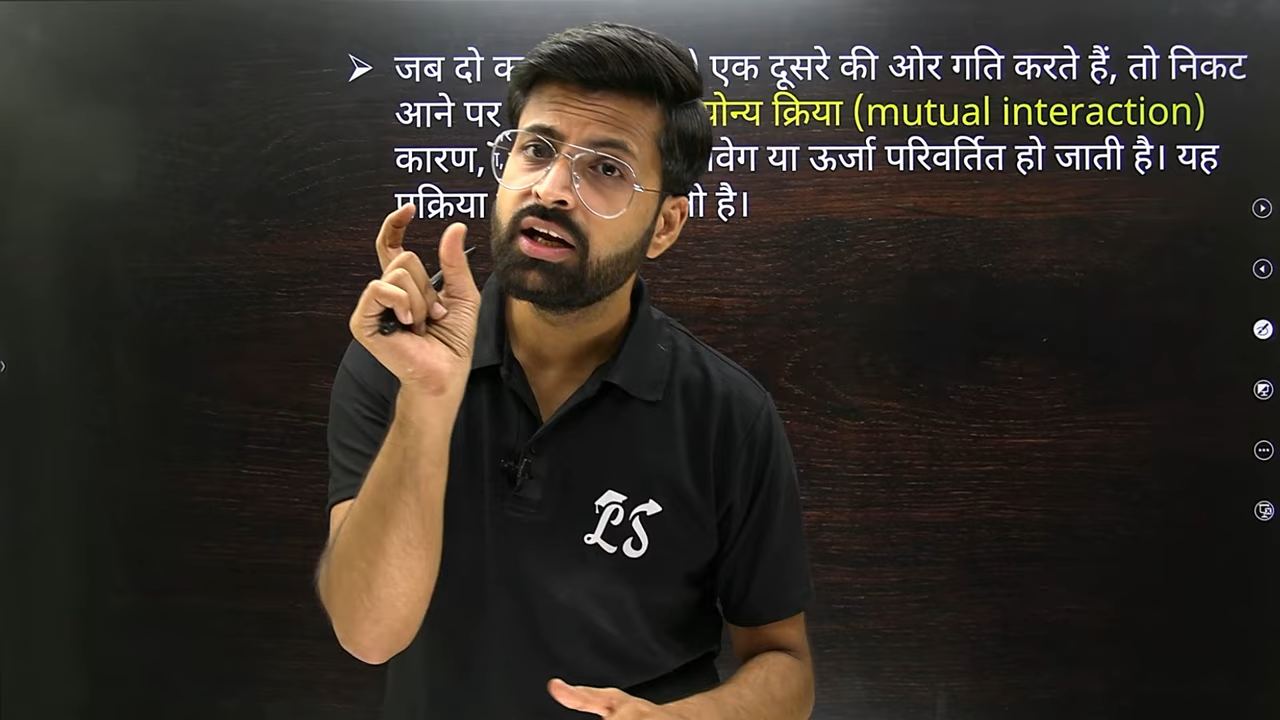 जब दो एक दूसरे की ओर गति करते हैं, तो निकट
आने पर क्रिया (mutual interaction)
कारण, या ऊर्जा परिवर्तित हो जाती है। यह
प्रक्रिया है।
LS